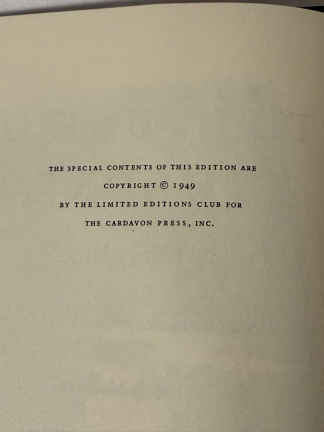 THE SPECIAL CONTENTS OF THIS EDITION ARE
COPYRIGHT © 1949
BY THE LIMITED EDITIONS CLUB FOR
THE CARDAVON PRESS, INC.